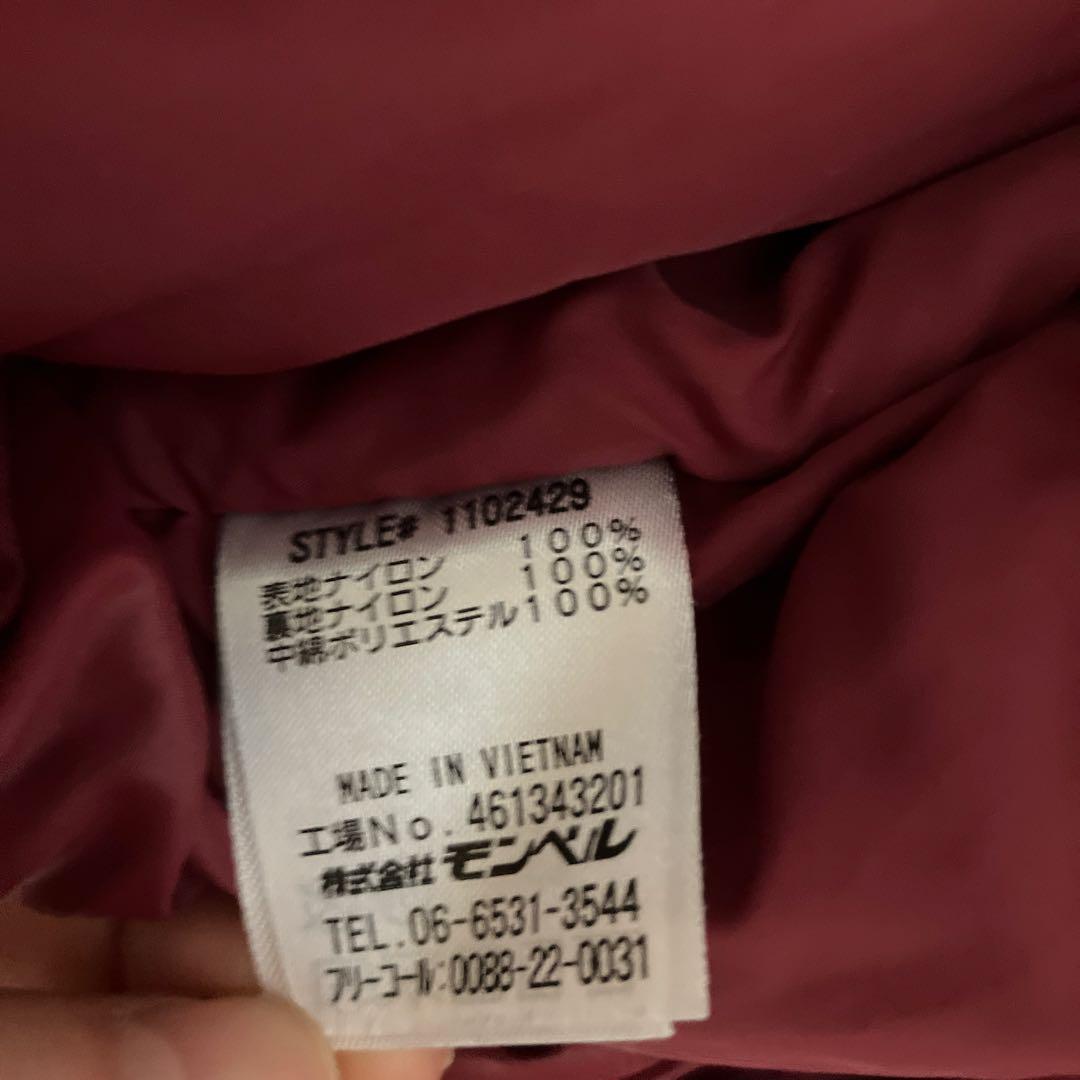 STYLE# 1102429
表地ナイロン 100%
裏地ナイロン 100%
中綿ポリエステル100%
MADE IN VIETNAM
工場No. 461343201
株式会社 モンベル
TEL.06-6531-3544
フリーコール:0088-22-0031